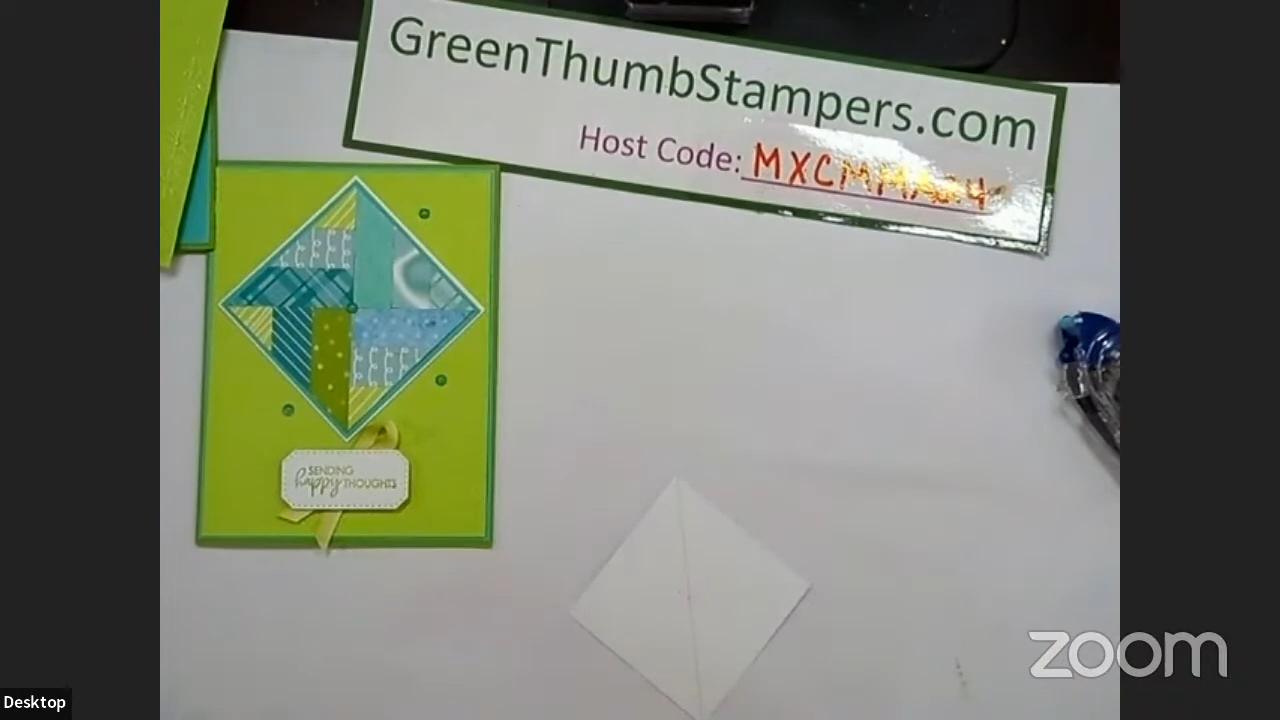 GreenThumbStampers.com
Host Code:
SENDING
happy THOUGHTS
zoom
Desktop